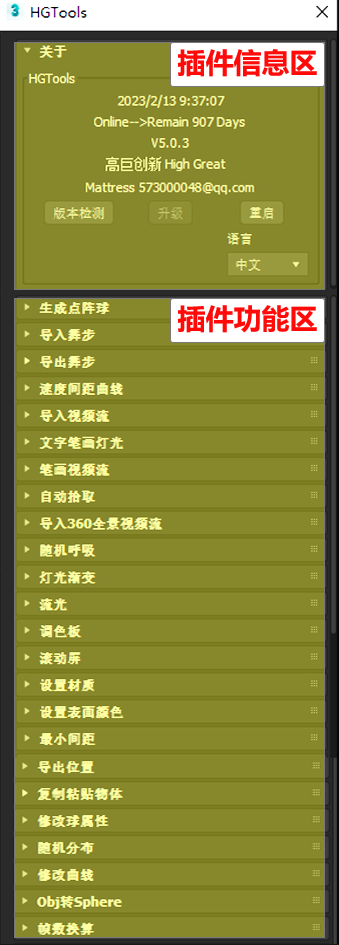 3 HGTools
关于
插件信息区
HGTools
2023/2/13 9:37:07
Online-->Remain 907 Days
V5.0.3
高巨创新 High Great
Mattress 573000048@qq.com
版本检测 升级 重启
语言
中文
生成点阵球
插件功能区
导入舞步
导出舞步
速度间距曲线
导入视频流
文字笔画灯光
笔画视频流
自动拾取
导入360全景视频流
随机呼吸
灯光渐变
流光
调色板
滚动屏
设置材质
设置表面颜色
最小间距
导出位置
复制粘贴物体
修改球属性
随机分布
修改曲线
Obj转Sphere
帧数换算